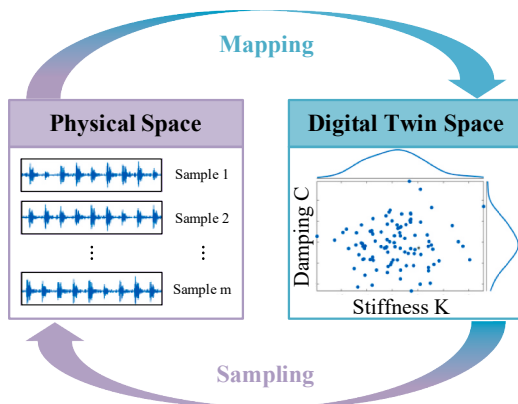 Mapping
Physical Space
Digital Twin Space
Sample 1
Sample 2
⋮ ⋮
Sample m
Damping C
Stiffness K
Sampling